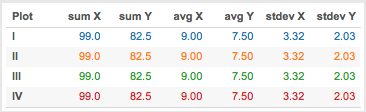 Plot sum X sum Y avg X avg Y stdev X stdev Y
I 99.0 82.5 9.00 7.50 3.32 2.03
II 99.0 82.5 9.00 7.50 3.32 2.03
III 99.0 82.5 9.00 7.50 3.32 2.03
IV 99.0 82.5 9.00 7.50 3.32 2.03